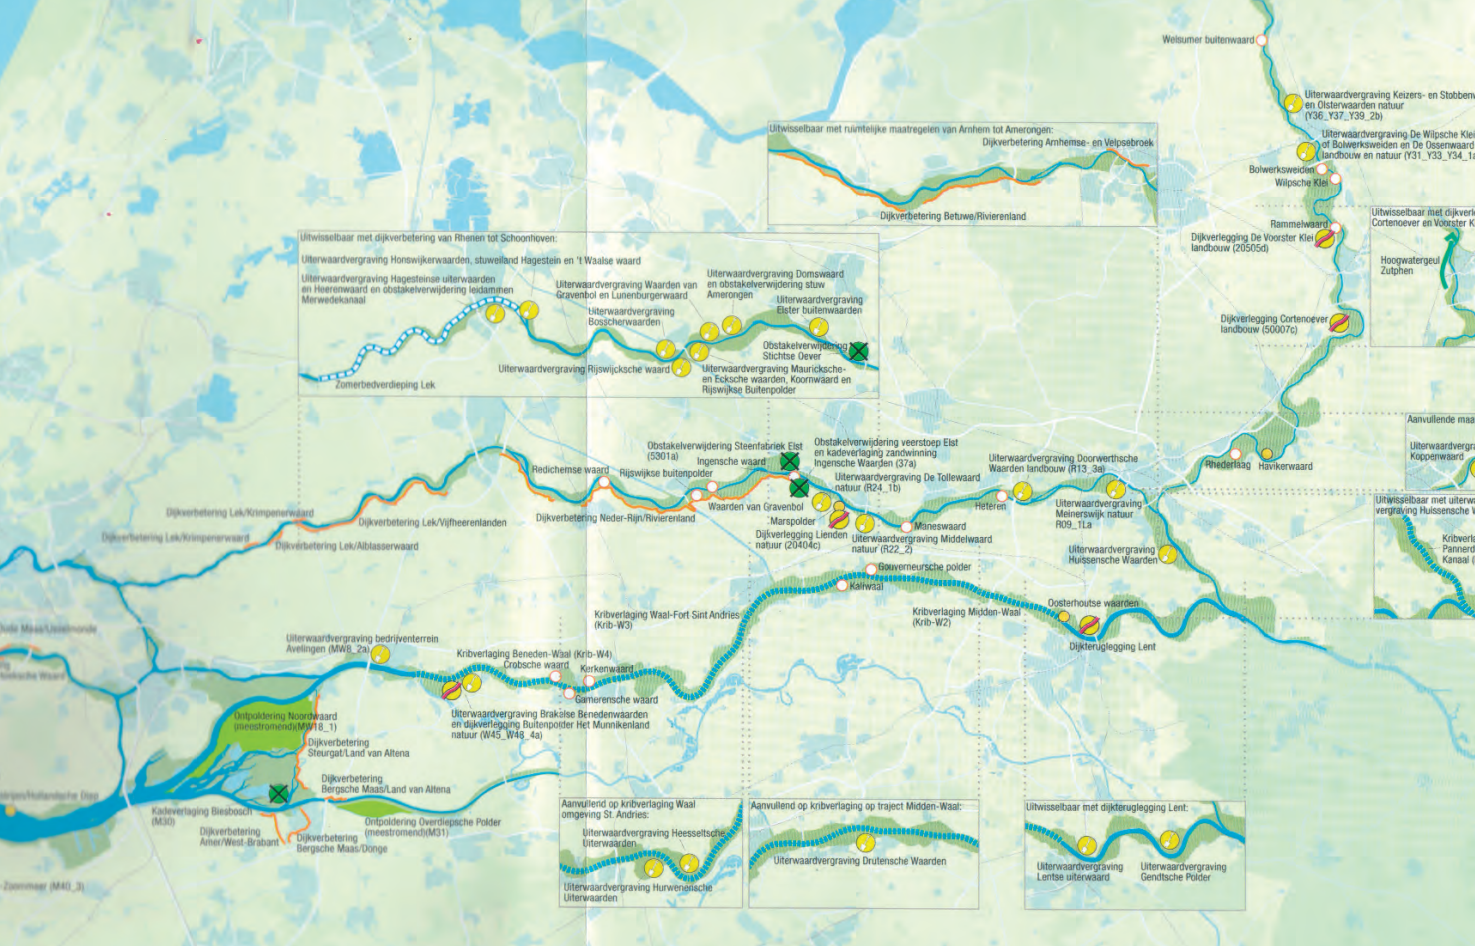 Welsumer buitenwaard
Uiterwaardvergraving Keizers- en
en Olsterwaarden natuur
(Y36_Y37_Y39_2b)
Uiterwaardvergraving De Wilpsche Klei
of Bolwerksweiden en De Ossenwaard
landbouw en natuur (Y31_Y33_Y34_
Bolwerksweiden
Wilpsche Klei
Uitwisselbaar met ruimtelijke maatregelen van Arnhem tot Amerongen:
Dijkverbetering Arnhemse- en Velpsebroek
Dijkverbetering Betuwe/Rivierenland
Rammelwaard
Dijkverlegging De Voorster Klei
landbouw (20505d)
Uitwisselbaar met
Cortenoever en Voorster
Hoogwatergeul
Zutphen
Dijkverlegging Cortenoever
landbouw (50007c)
Uitwisselbaar met dijkverbetering van Rhenen tot Schoonhoven:
Uiterwaardvergraving Honswijkerwaarden, stuweiland Hagestein en 't Waalse waard
Uiterwaardvergraving Hagesteinse uiterwaarden
en Heerenwaard en obstakelverwijdering leidammen
Merwedekanaal
Uiterwaardvergraving Waarden van
Gravenbol en Lunenburgerwaard
Uiterwaardvergraving
Bosscherwaarden
Uiterwaardvergraving Domswaard
en obstakelverwijdering stuw
Amerongen
Uiterwaardvergraving
Elster buitenwaarden
Obstakelverwijdering
Stichtse Oever
Uiterwaardvergraving Rijswijcksche waard
Uiterwaardvergraving Mauricksche-
en Ecksche waarden, Koornwaard en
Rijswijkse Buitenpolder
Zomerbedverdieping Lek
Aanvullende
Koppenwaard
Obstakelverwijdering Steenfabriek Elst
(5301a)
Ingensche waard
Obstakelverwijdering veerstoep Elst
en kadeverlaging zandwinning
Ingensche Waarden (37a)
Uiterwaardvergraving De Tollewaard
natuur (R24_1b)
Uiterwaardvergraving Doorwerthsche
Waarden landbouw (R13_3a)
Rhederlaag
Havikerwaard
Redichemse waard
Rijswijkse buitenpolder
Waarden van Gravenbol
Marspolder
Dijkverlegging Lienden
natuur (20404c)
Uiterwaardvergraving Middelwaard
natuur (R22_2)
Maneswaard
Heteren
Uiterwaardvergraving
Meinerswijk natuur
R09_1La
Uiterwaardvergraving
Huissensche Waarden
Uitwisselbaar met
vergraving Huissensche
Kanaal
Dijkverbetering Lek/Krimpenerwaard
Dijkverbetering Lek/Vijfheerenlanden
Dijkverbetering Neder-Rijn/Rivierenland
Dijkverbetering Lek/Krimpenerwaard
Dijkverbetering Lek/Alblasserwaard
Gouverneursche polder
Kaliwaal
Kribverlaging Waal-Fort Sint Andries
(Krib-W3)
Kribverlaging Midden-Waal
(Krib-W2)
Oosterhoutse waarden
Dijkteruglegging Lent
Uiterwaardvergraving bedrijventerrein
Avelingen (MW8_2a)
Kribverlaging Beneden-Waal (Krib-W4)
Crobsche waard
Kerkenwaard
Gamerensche waard
Uiterwaardvergraving Brakelse Benedenwaarden
en dijkverlegging Buitenpolder Het Munnikenland
natuur (W45_W48_4a)
Ontpoldering Noordwaard
(meestromend)(MW18_1)
Dijkverbetering
Steurgat/Land van Altena
Dijkverbetering
Bergsche Maas/Land van Altena
Kadeverlaging Biesbosch
(M30)
Dijkverbetering
Amer/West-Brabant
Dijkverbetering
Bergsche Maas/Donge
Ontpoldering Overdiepsche Polder
(meestromend)(M31)
Zoommeer (M40_3)
Aanvullend op kribverlaging Waal
omgeving St. Andries:
Uiterwaardvergraving Heesseltsche
Uiterwaarden
Uiterwaardvergraving Hurwenensche
Uiterwaarden
Aanvullend op kribverlaging op traject Midden-Waal:
Uiterwaardvergraving Drutensche Waarden
Uitwisselbaar met dijkteruglegging Lent:
Uiterwaardvergraving
Lentse uiterwaard
Uiterwaardvergraving
Gendtsche Polder